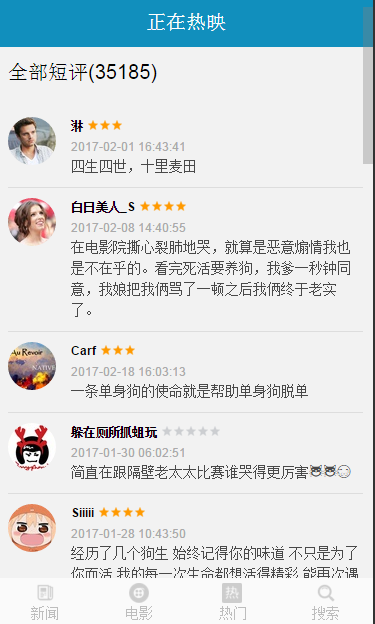 正在热映
全部短评(35185)
琳 ★★★
2017-02-01 16:43:41
四生四世，十里麦田
白日美人_S ★★★★
2017-02-08 14:40:55
在电影院撕心裂肺地哭，就算是恶意煽情我也
是不在乎的。看完死活要养狗，我爹一秒钟同
意，我娘把我俩骂了一顿之后我俩终于老实
了。
Au Revoir
NATIVE
Carf ★★★
2017-02-18 16:03:13
一条单身狗的使命就是帮助单身狗脱单
躲在厕所抓蛆玩 ★★★★★
2017-01-30 06:02:51
简直在跟隔壁老太太比赛谁哭得更厉害
Siiiii ★★★★
2017-01-28 10:43:50
经历了几个狗生 始终记得你的味道 不只是为了
你而活 我的每一次生命都想活得精彩 能再次遇
新闻 电影 热门 搜索
热